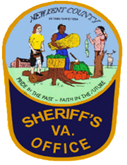 NEW KENT COUNTY
PRIDE IN THE PAST - FAITH IN THE FUTURE
SHERIFF'S
VA.
OFFICE